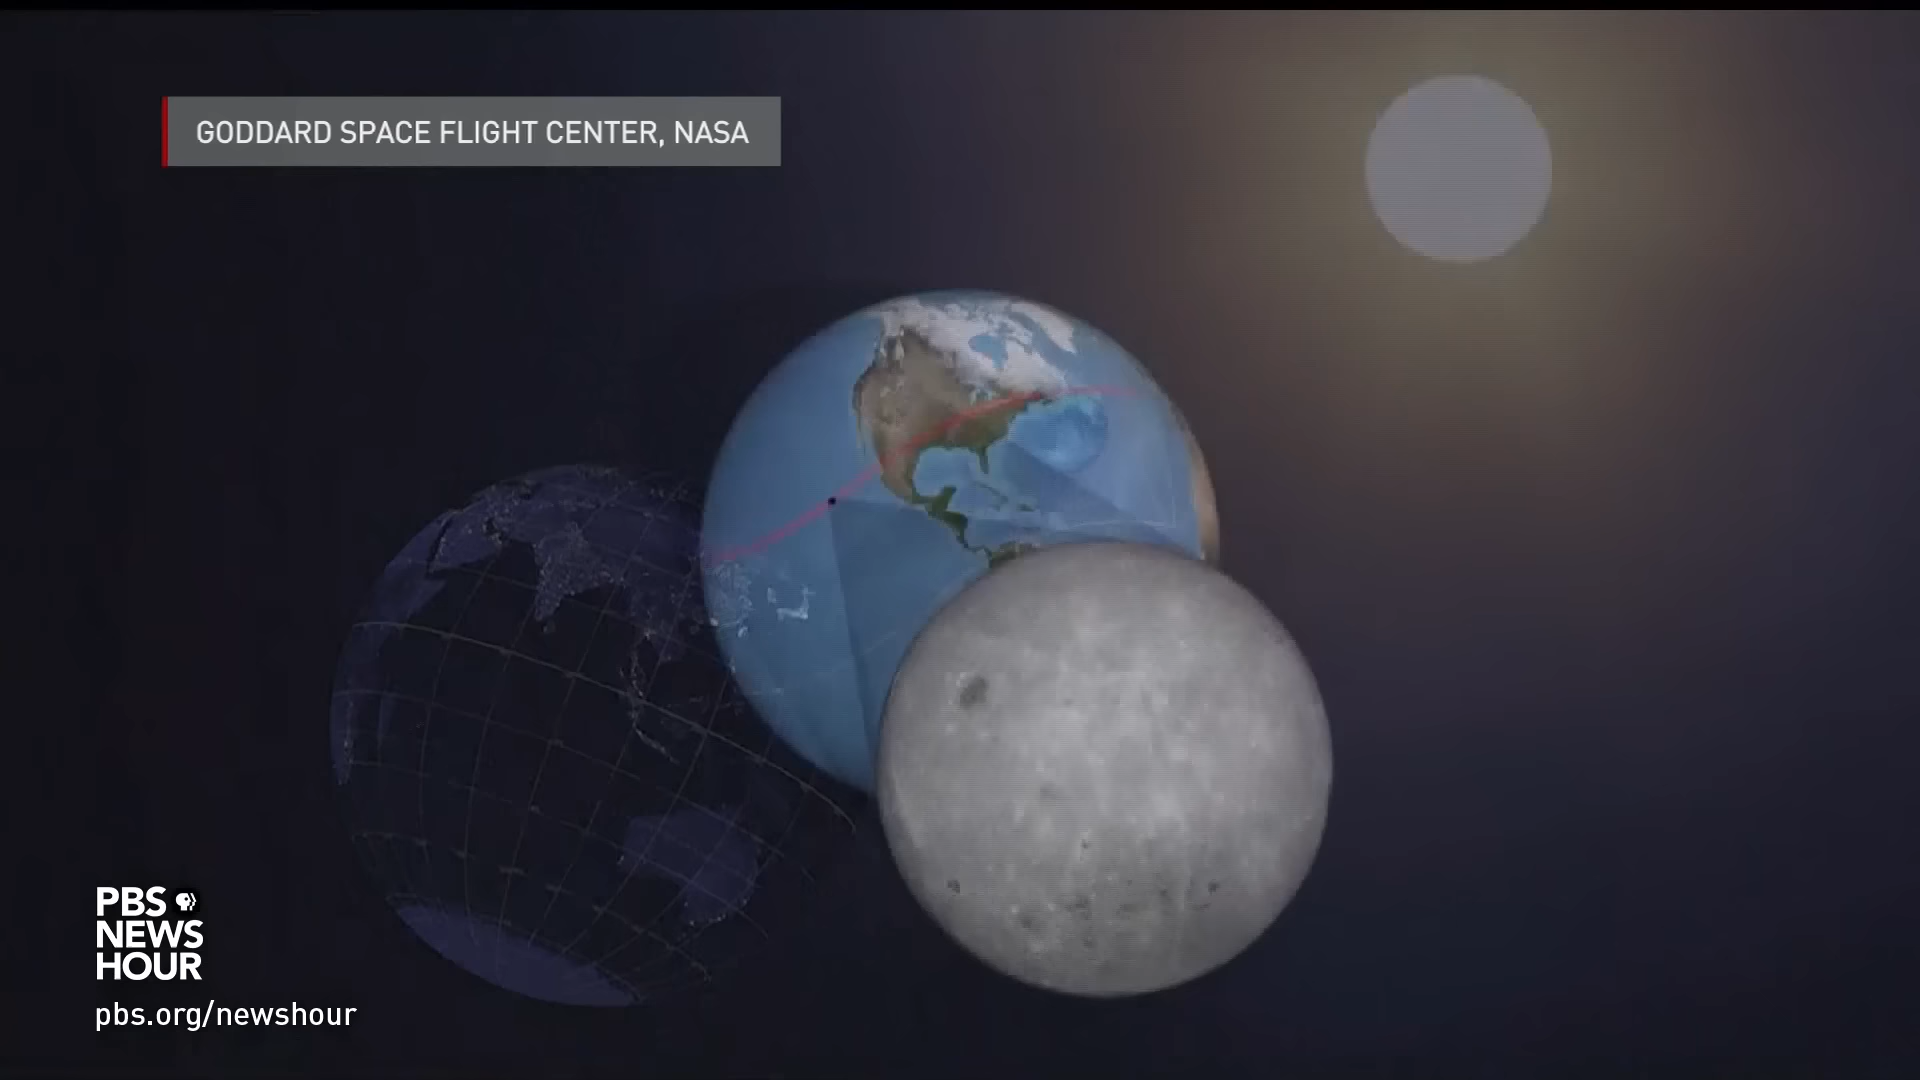 GODDARD SPACE FLIGHT CENTER, NASA
PBS
NEWS
HOUR
pbs.org/newshour